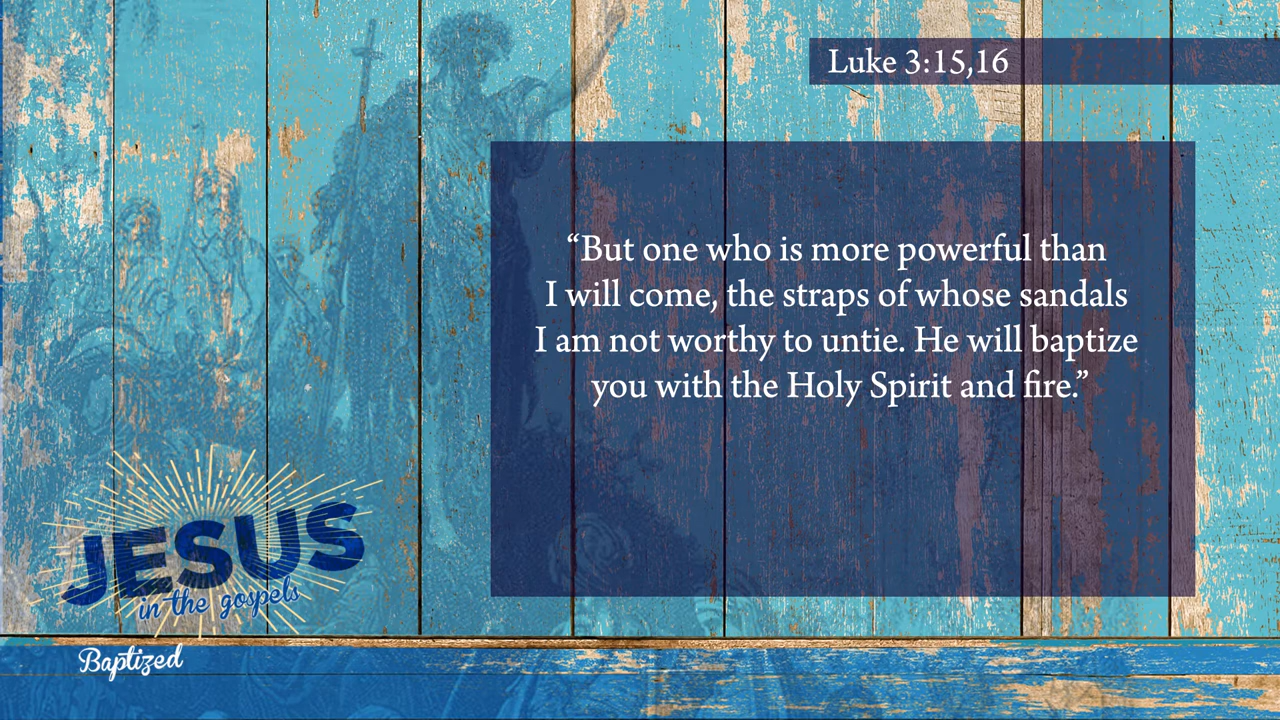 Luke 3:15,16
“But one who is more powerful than
I will come, the straps of whose sandals
I am not worthy to untie. He will baptize
you with the Holy Spirit and fire.”
JESUS
in the gospels
Baptized